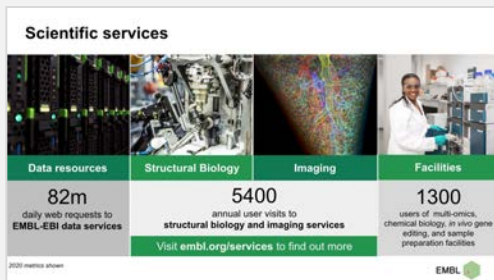 Scientific services
Data resources
Structural Biology
Imaging
Facilities
82m
daily web requests to
EMBL-EBI data services
5400
annual user visits to
structural biology and imaging services
Visit embl.org/services to find out more
1300
users of multi-omics,
chemical biology, in vivo gene
editing, and sample
preparation facilities
2020 metrics shown
EMBL